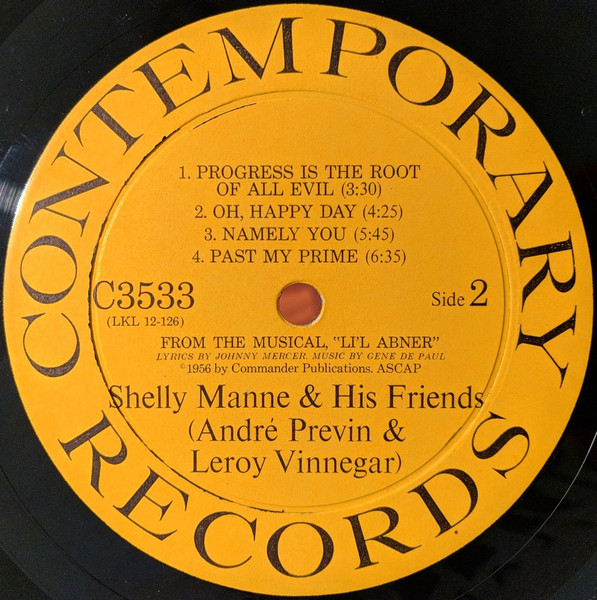 CONTEMPORARY
RECORDS
1. PROGRESS IS THE ROOT
OF ALL EVIL (3:30)
2. OH, HAPPY DAY (4:25)
3. NAMELY YOU (5:45)
4. PAST MY PRIME (6:35)
C3533
(LKL 12-126)
Side 2
FROM THE MUSICAL, "LI'L ABNER"
LYRICS BY JOHNNY MERCER. MUSIC BY GENE DE PAUL
©1956 by Commander Publications. ASCAP
Shelly Manne & His Friends
(André Previn &
Leroy Vinnegar)